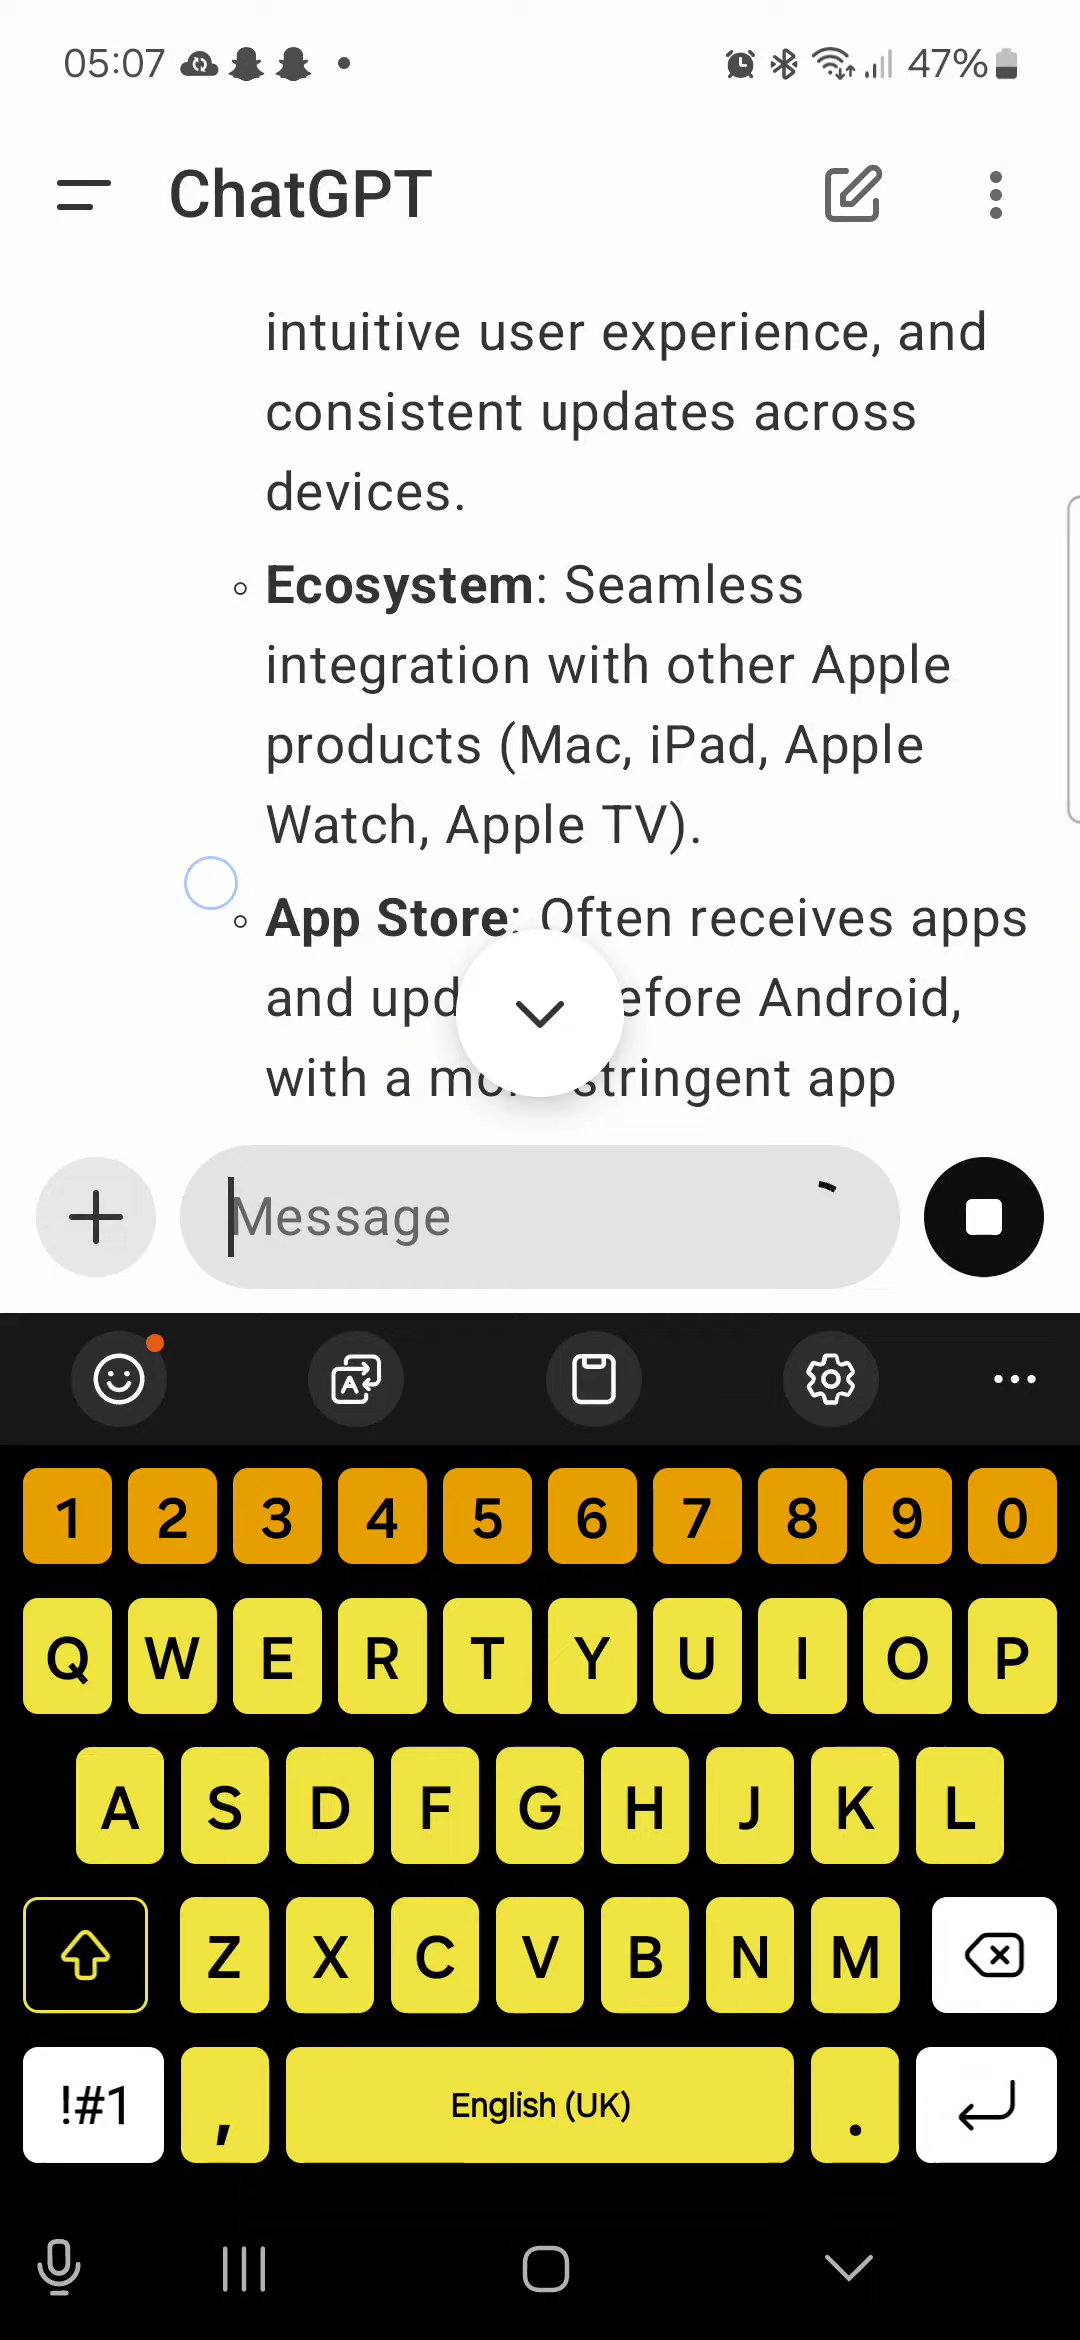 05:07 47%
ChatGPT
intuitive user experience, and
consistent updates across
devices.
Ecosystem: Seamless
integration with other Apple
products (Mac, iPad, Apple
Watch, Apple TV).
App Store: Often receives apps
and upd efore Android,
with a mo stringent app
Message
1 2 3 4 5 6 7 8 9 0
Q W E R T Y U I O P
A S D F G H J K L
Z X C V B N M
!#1 , English (UK) .